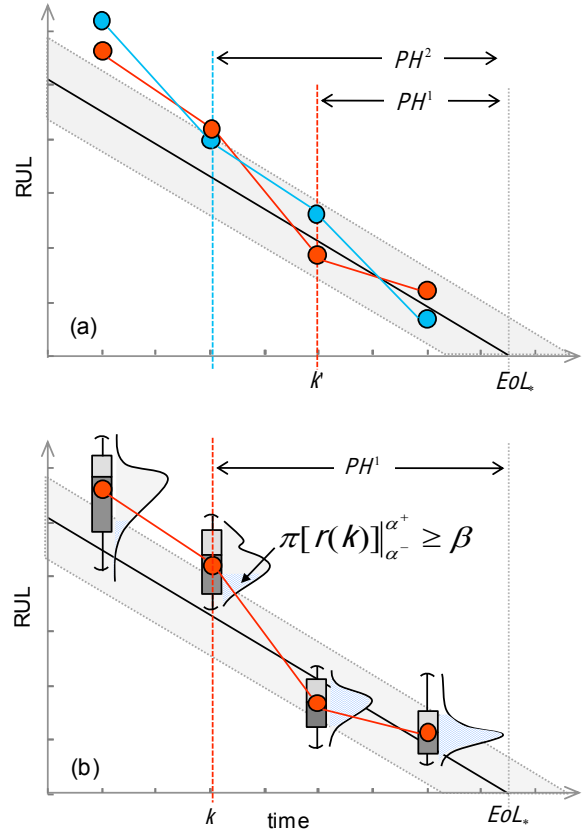 PH²
PH¹
RUL
(a)
k'
EoL*
PH¹
π[r(k)]|α⁺α⁻ ≥ β
RUL
(b)
k
time
EoL*